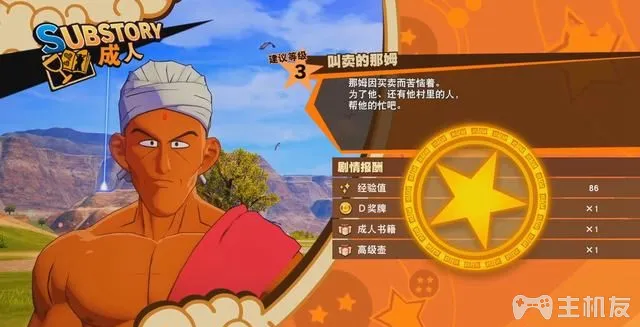 SUBSTORY
成人
建议等级
3
叫卖的那姆
那姆因买卖而苦恼着。
为了他、还有他村里的人，
帮他的忙吧。
剧情报酬
经验值 86
D奖牌 ×1
成人书籍 ×1
高级壶 ×1
主机友